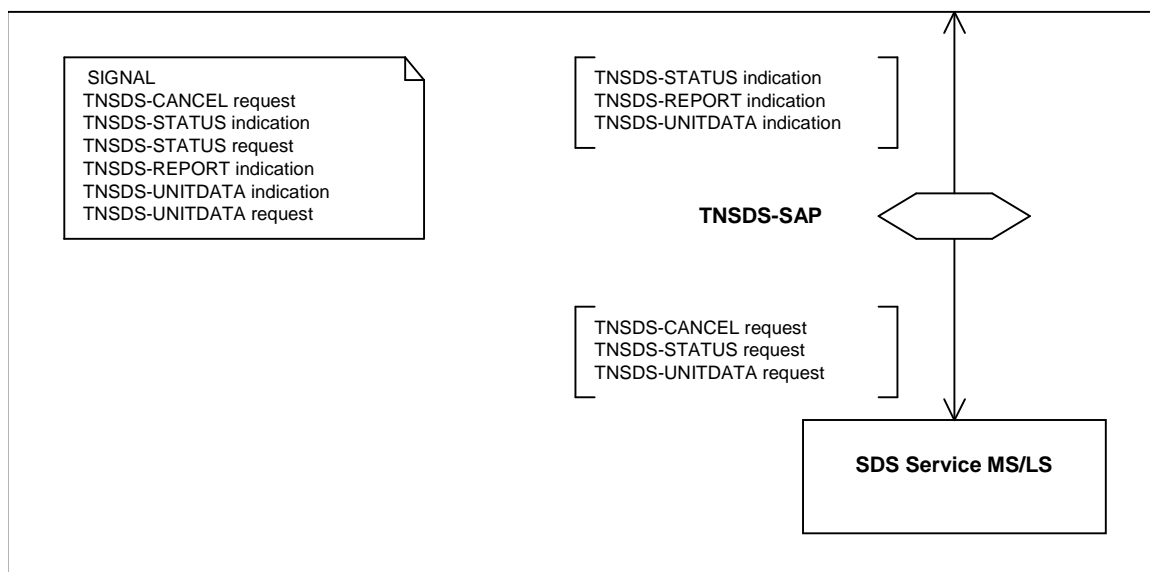 SIGNAL
TNSDS-CANCEL request
TNSDS-STATUS indication
TNSDS-STATUS request
TNSDS-REPORT indication
TNSDS-UNITDATA indication
TNSDS-UNITDATA request
TNSDS-STATUS indication
TNSDS-REPORT indication
TNSDS-UNITDATA indication
TNSDS-SAP
TNSDS-CANCEL request
TNSDS-STATUS request
TNSDS-UNITDATA request
SDS Service MS/LS